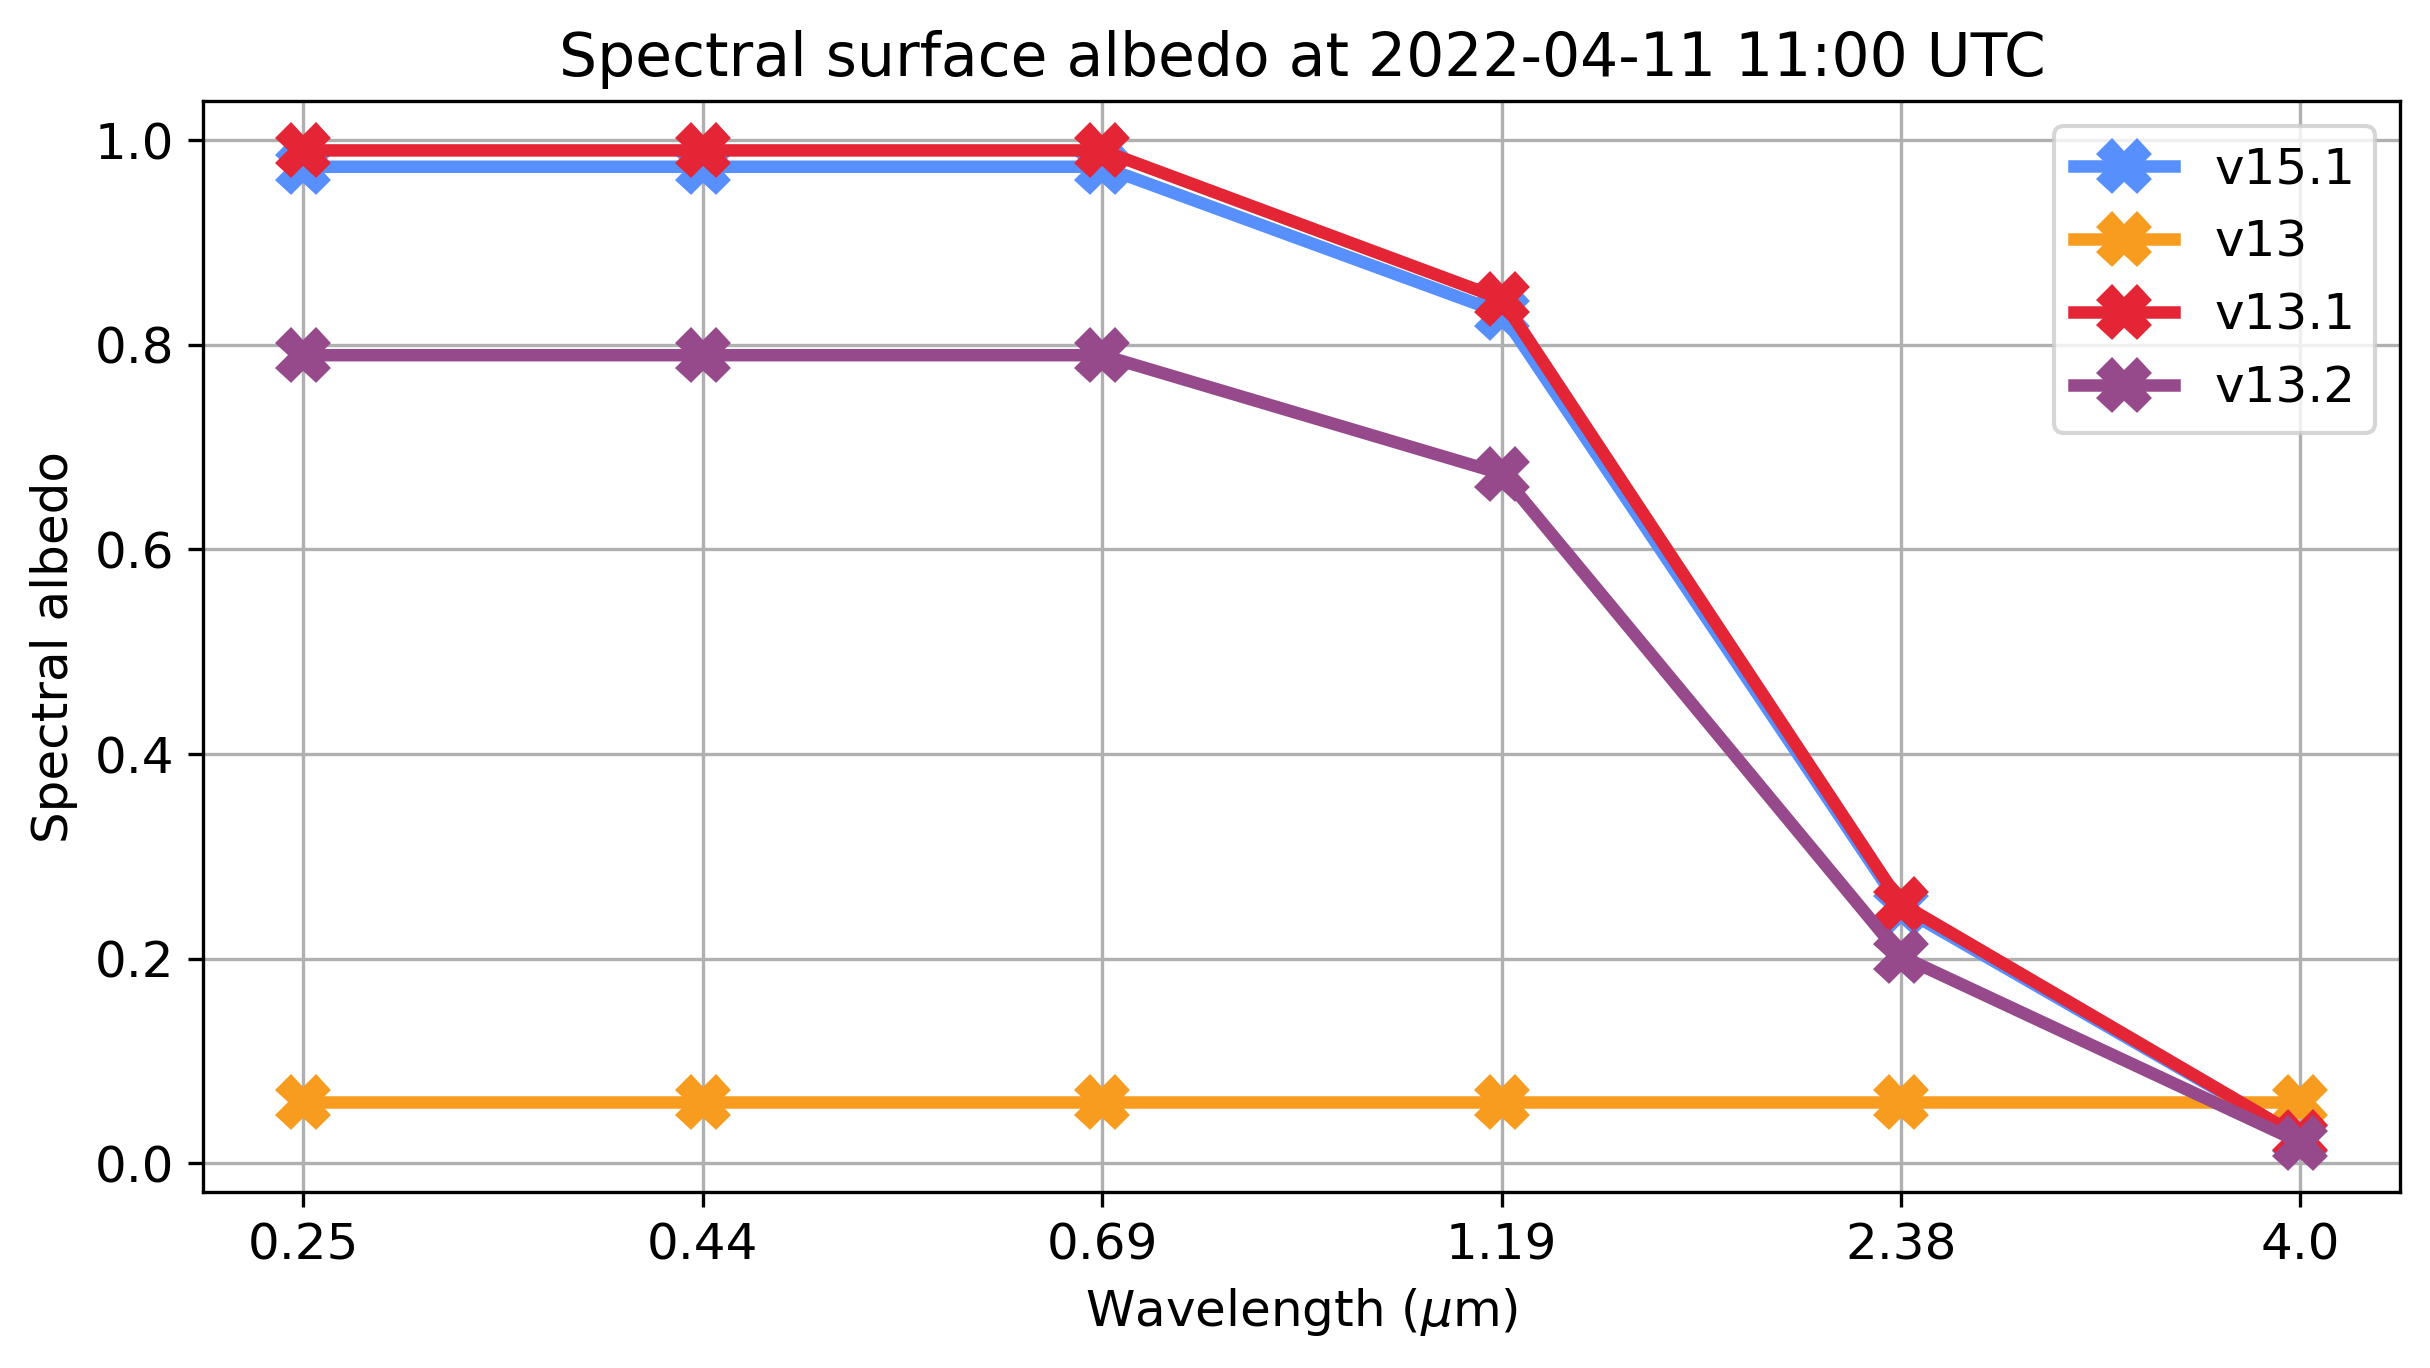 Spectral surface albedo at 2022-04-11 11:00 UTC
v15.1
v13
v13.1
v13.2
Spectral albedo
1.0
0.8
0.6
0.4
0.2
0.0
0.25 0.44 0.69 1.19 2.38 4.0
Wavelength (μm)